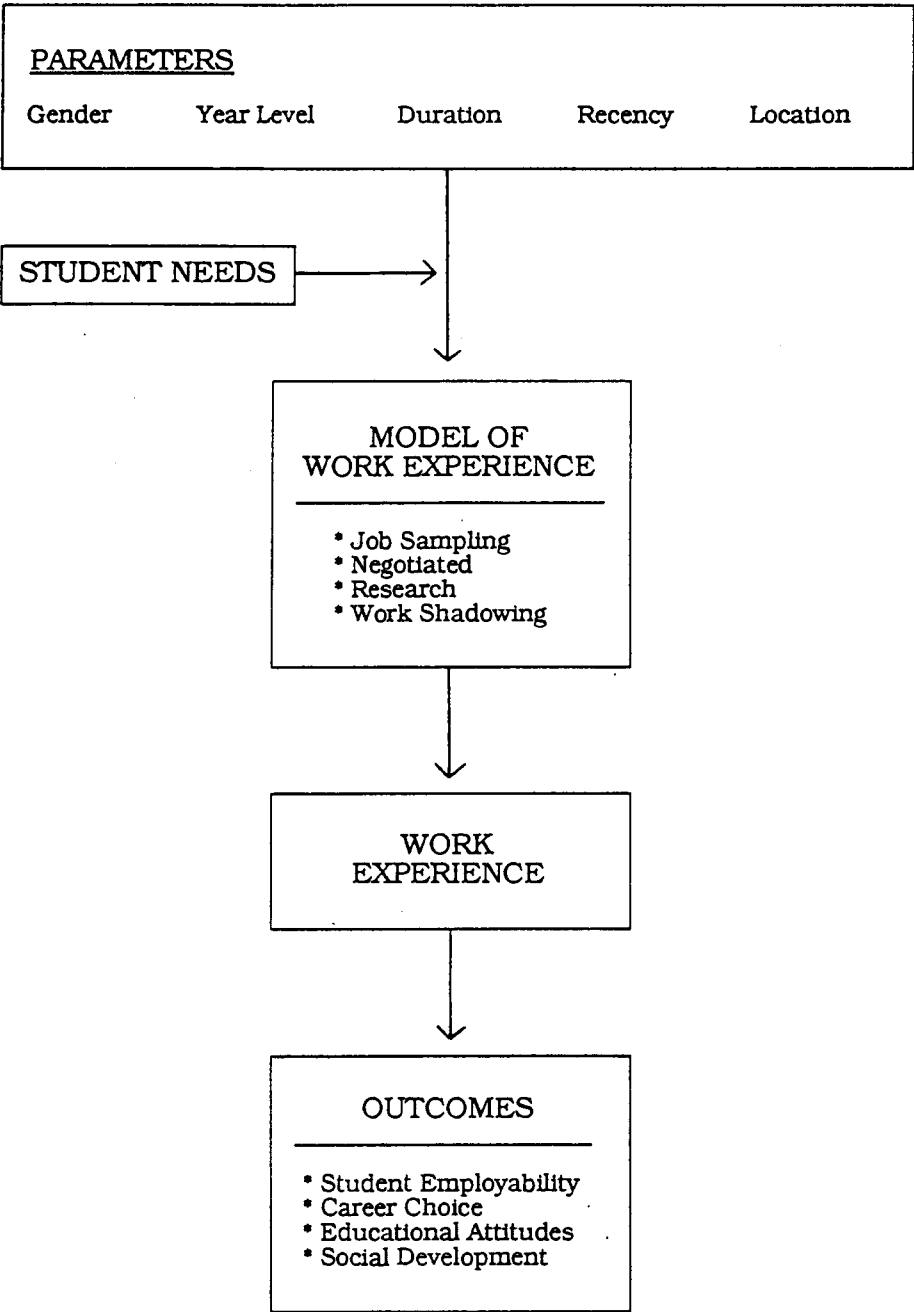 PARAMETERS
Gender Year Level Duration Recency Location
STUDENT NEEDS
MODEL OF
WORK EXPERIENCE
* Job Sampling
* Negotiated
* Research
* Work Shadowing
WORK
EXPERIENCE
OUTCOMES
* Student Employability
* Career Choice
* Educational Attitudes
* Social Development